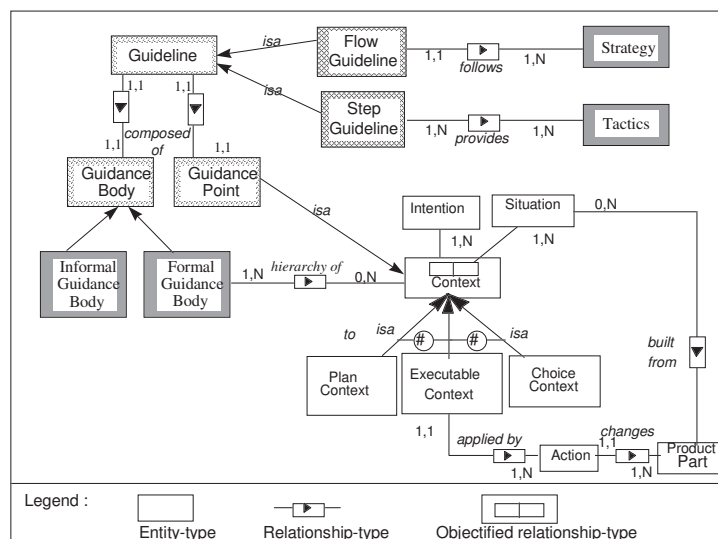 Guideline
isa
Flow
Guideline
1,1
follows
1,N
Strategy
isa
Step
Guideline
1,N
provides
1,N
Tactics
1,1
1,1
composed
of
1,1
1,1
Guidance
Body
Guidance
Point
isa
Intention
Situation
0,N
1,N
1,N
Informal
Guidance
Body
Formal
Guidance
Body
1,N
hierarchy of
0,N
Context
to
isa
#
#
isa
built
from
Plan
Context
Executable
Context
Choice
Context
1,1
applied by
1,N
Action
1,1
changes
1,N
Product
Part
Legend :
Entity-type
Relationship-type
Objectified relationship-type